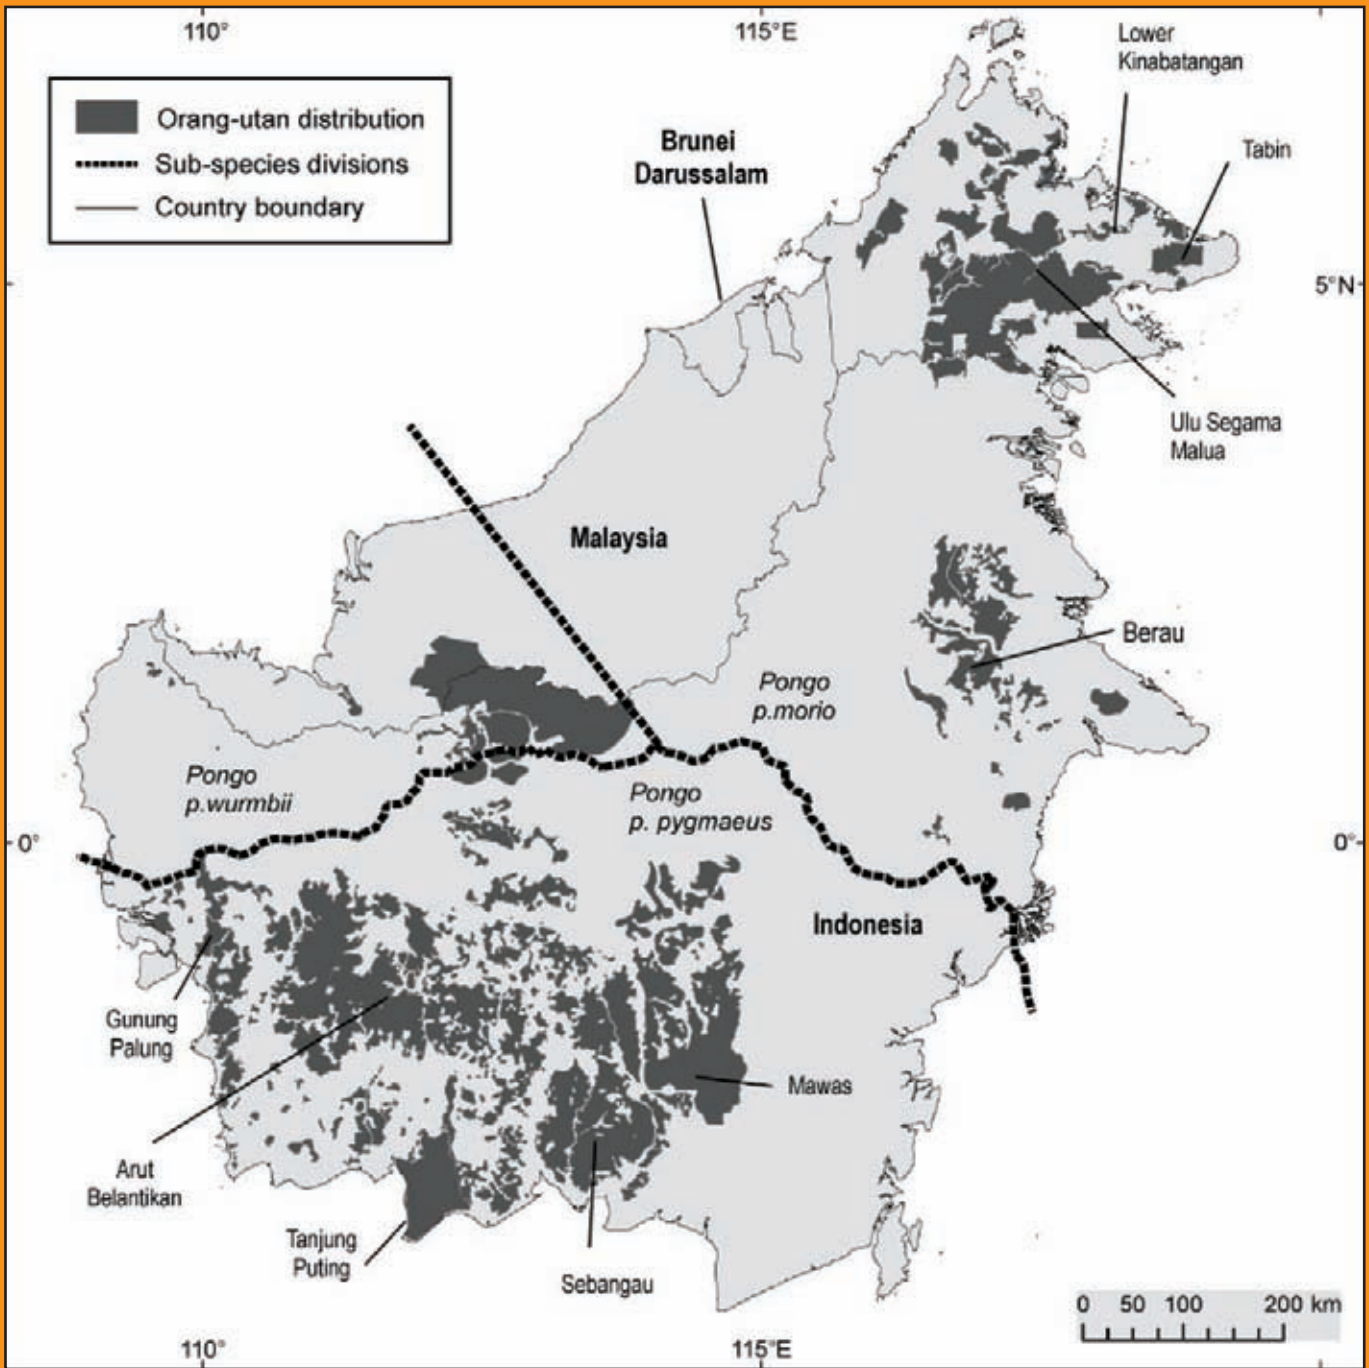 110°
115°E
Lower
Kinabatangan
Orang-utan distribution
Sub-species divisions
Country boundary
Brunei
Darussalam
Tabin
5°N
Ulu Segama
Malua
Malaysia
Berau
Pongo
p.morio
Pongo
p.wurmbii
Pongo
p. pygmaeus
0°
0°
Indonesia
Gunung
Palung
Mawas
Arut
Belantikan
Tanjung
Puting
Sebangau
0 50 100 200 km
110°
115°E